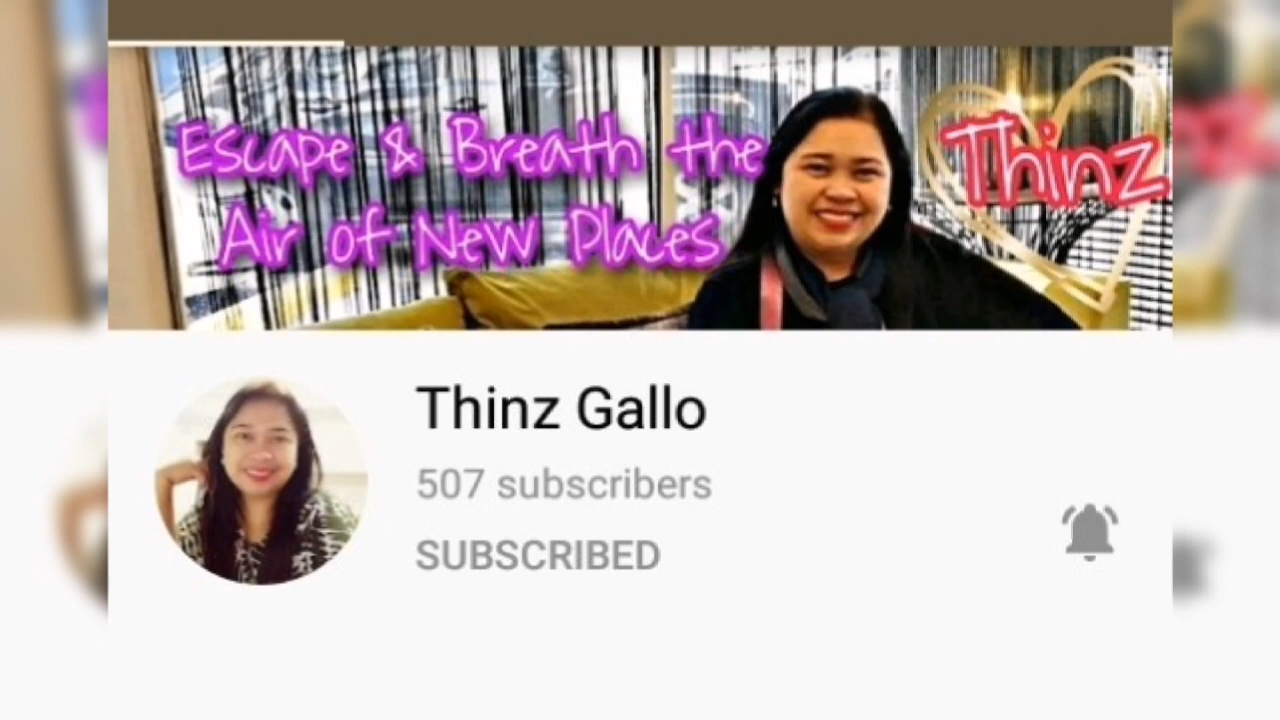 Escape & Breath the
Air of New Places
Thinz
Thinz Gallo
507 subscribers
SUBSCRIBED